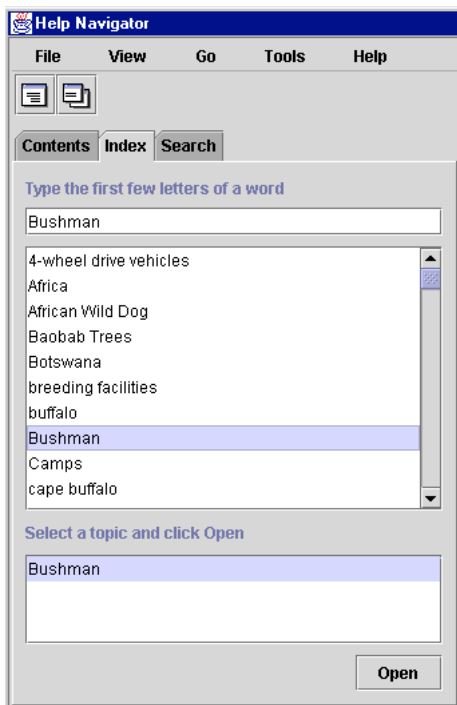 Help Navigator
File View Go Tools Help
Contents Index Search
Type the first few letters of a word
Bushman
4-wheel drive vehicles
Africa
African Wild Dog
Baobab Trees
Botswana
breeding facilities
buffalo
Bushman
Camps
cape buffalo
Select a topic and click Open
Bushman
Open